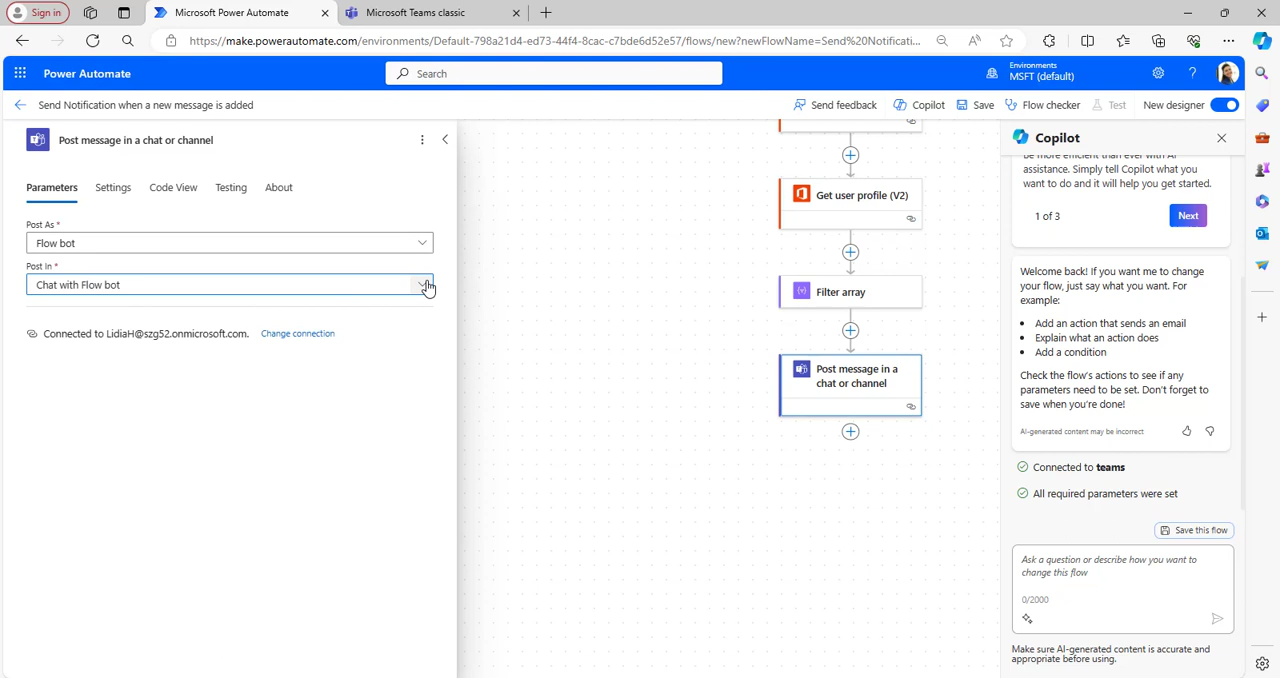 Sign in
Microsoft Power Automate
Microsoft Teams classic
https://make.powerautomate.com/environments/Default-798a21d4-ed73-44f4-8cac-c7bde6d52e57/flows/new?newFlowName=Send%20Notificati...
Power Automate
Search
Environments
MSFT (default)
Send Notification when a new message is added
Send feedback
Copilot
Save
Flow checker
Test
New designer
Post message in a chat or channel
Parameters
Settings
Code View
Testing
About
Post As *
Flow bot
Post In *
Chat with Flow bot
Connected to LidiaH@szg52.onmicrosoft.com. Change connection
Get user profile (V2)
Filter array
Post message in a
chat or channel
Copilot
Be more efficient than ever with AI
assistance. Simply tell Copilot what you
want to do and it will help you get started.
1 of 3
Next
Welcome back! If you want me to change
your flow, just say what you want. For
example:
• Add an action that sends an email
• Explain what an action does
• Add a condition
Check the flow's actions to see if any
parameters need to be set. Don't forget to
save when you're done!
AI-generated content may be incorrect
Connected to teams
All required parameters were set
Save this flow
Ask a question or describe how you want to
change this flow
0/2000
Make sure AI-generated content is accurate and
appropriate before using.